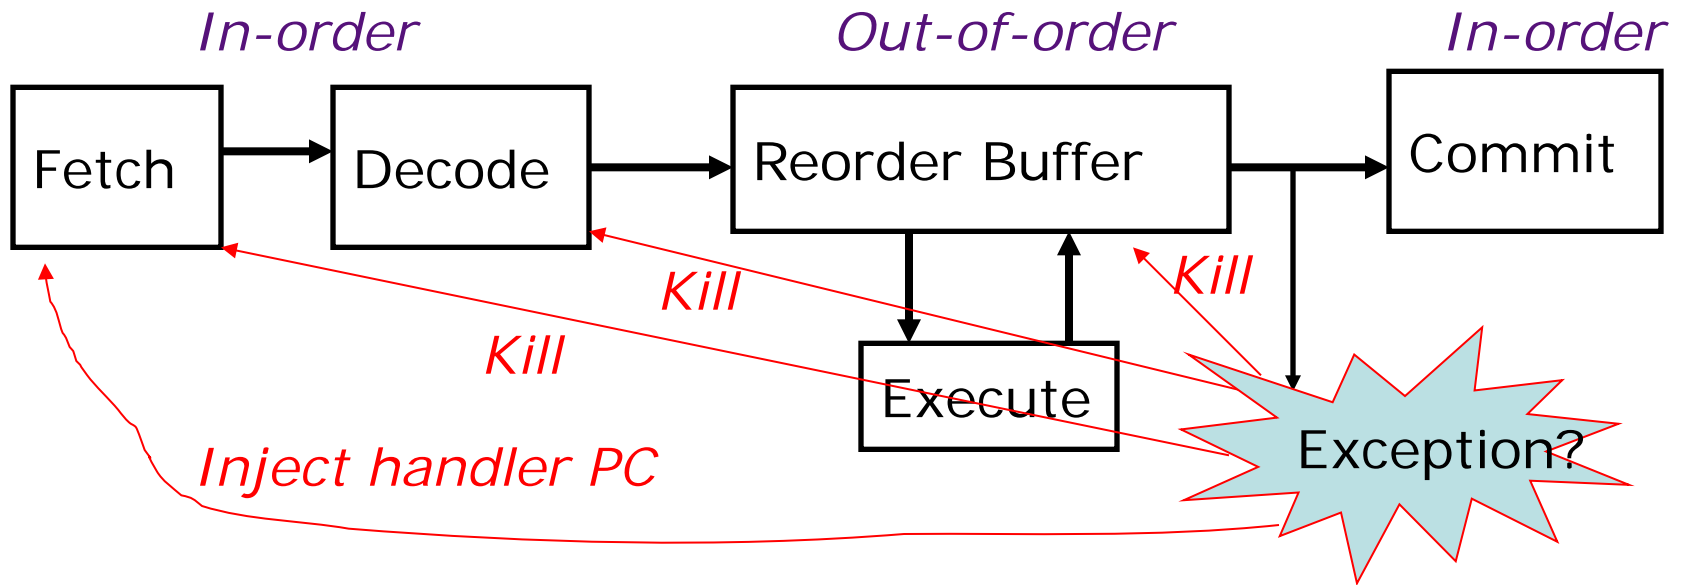 In-order
Out-of-order
In-order
Fetch
Decode
Reorder Buffer
Commit
Kill
Kill
Kill
Execute
Exception?
Inject handler PC